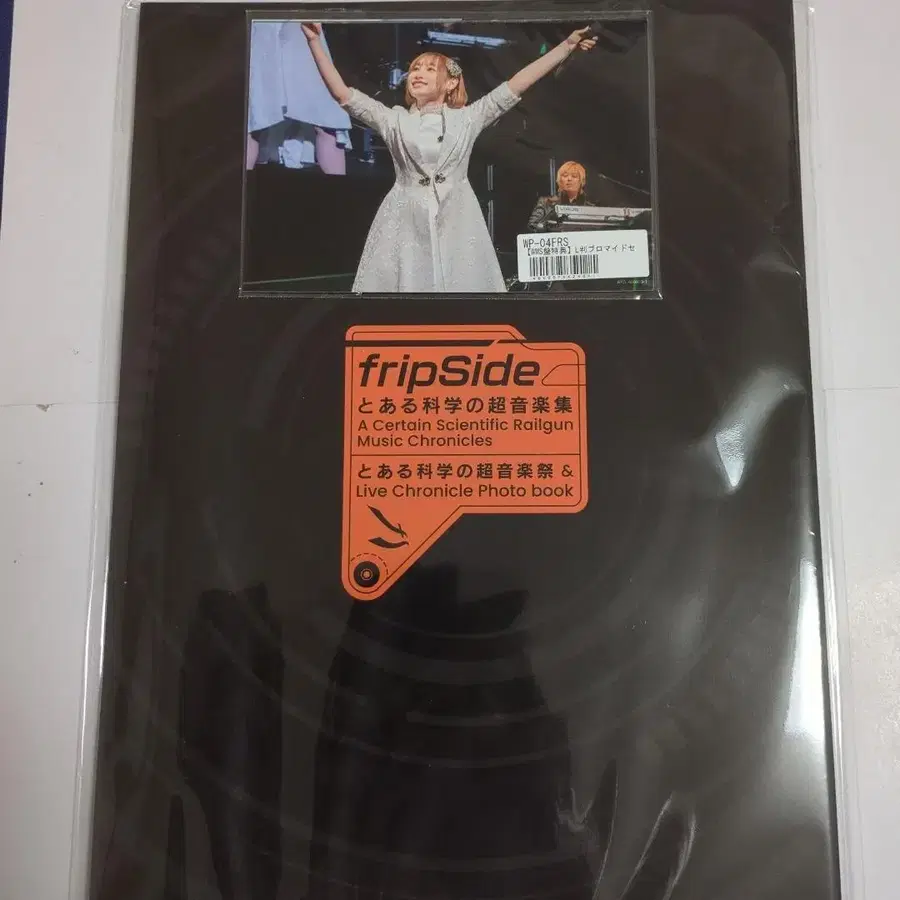 WP-04FRS
【AWS盤特典】L判ブロマイドセ
fripSide
とある科学の超音楽集
A Certain Scientific Railgun
Music Chronicles
とある科学の超音楽祭 &
Live Chronicle Photo book